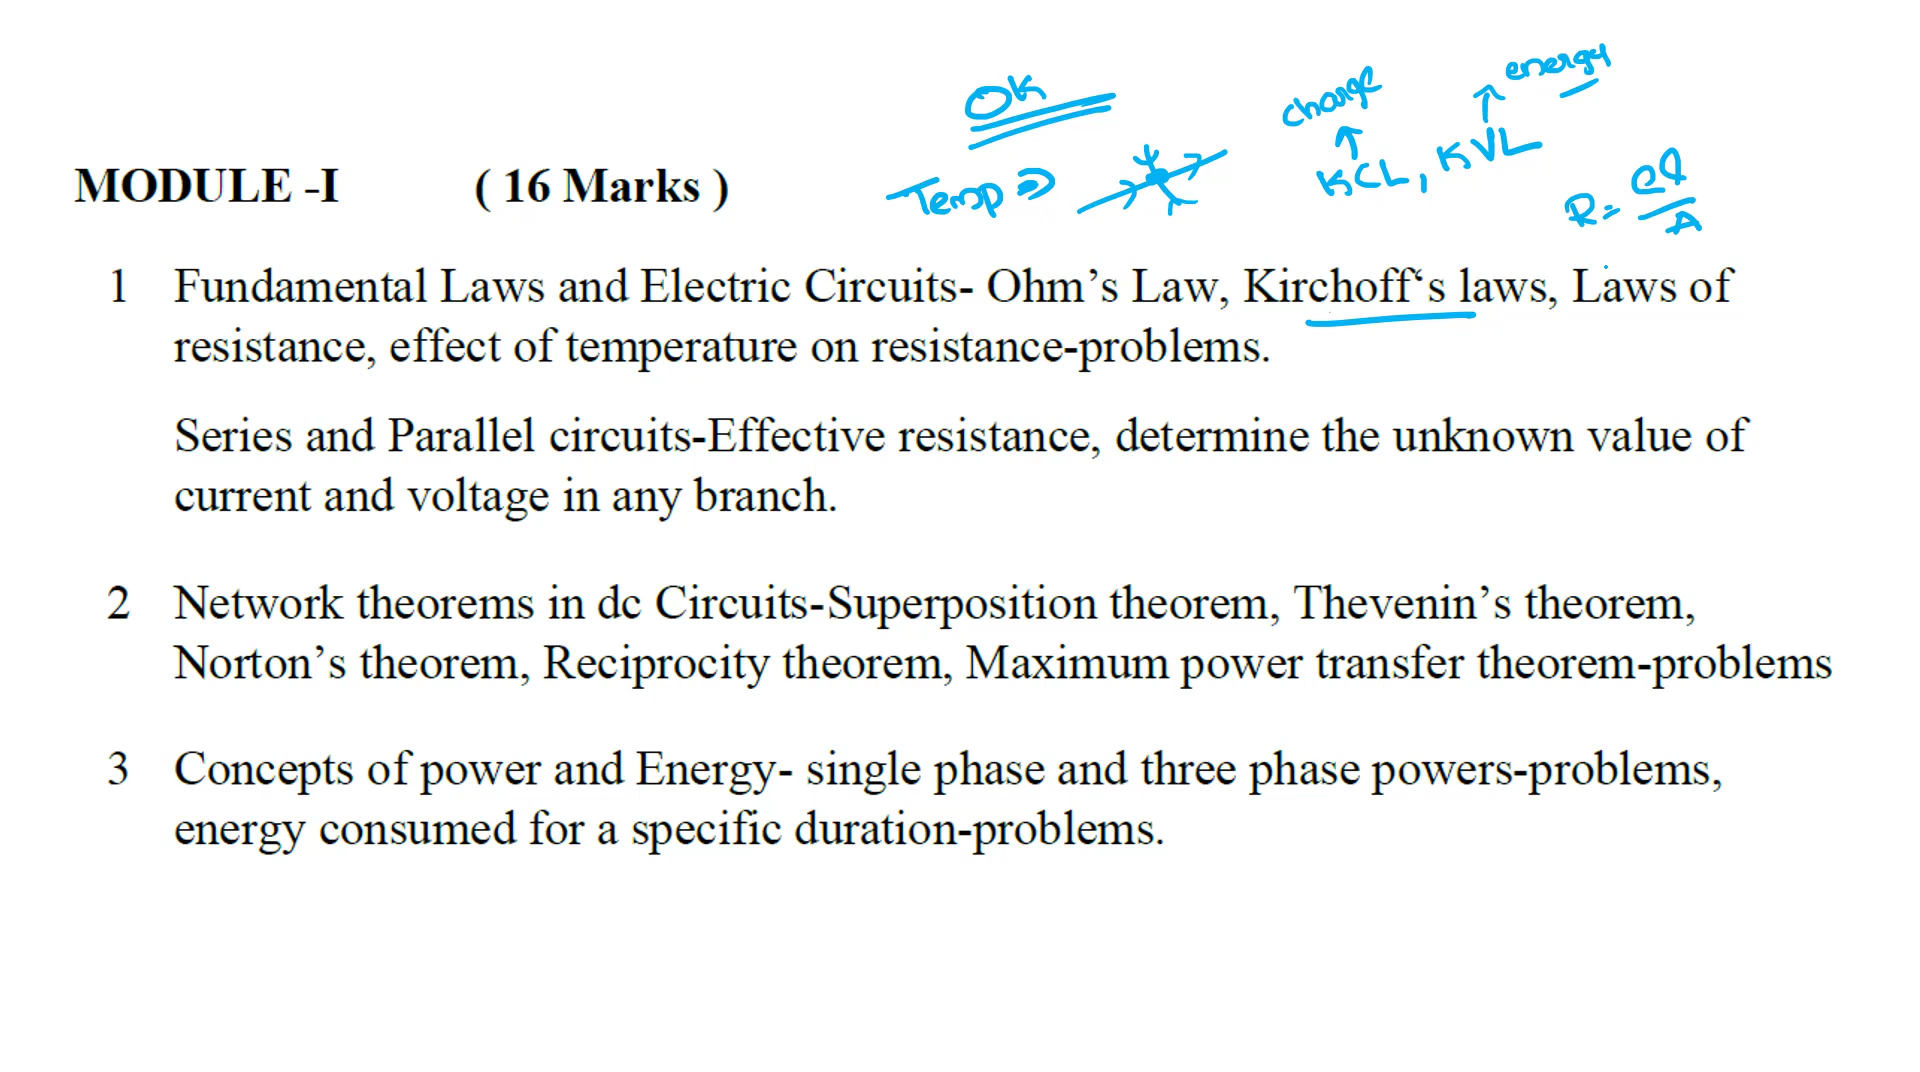 OK
charge
energy
Temp
KCL, KVL
R = ρl/A
MODULE -I ( 16 Marks )
1 Fundamental Laws and Electric Circuits- Ohm’s Law, Kirchoff‘s laws, Laws of
resistance, effect of temperature on resistance-problems.
Series and Parallel circuits-Effective resistance, determine the unknown value of
current and voltage in any branch.
2 Network theorems in dc Circuits-Superposition theorem, Thevenin’s theorem,
Norton’s theorem, Reciprocity theorem, Maximum power transfer theorem-problems
3 Concepts of power and Energy- single phase and three phase powers-problems,
energy consumed for a specific duration-problems.